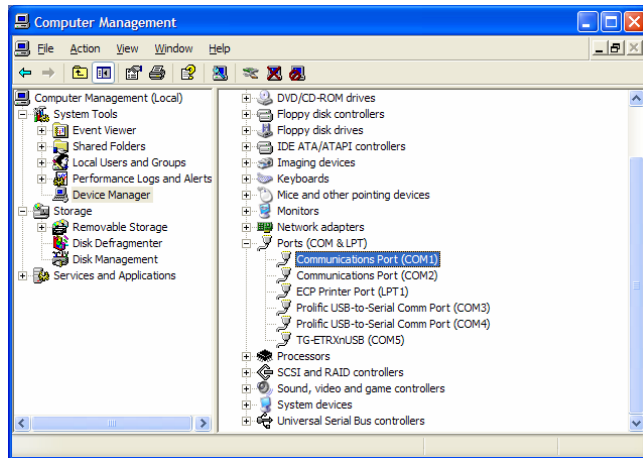 Computer Management
File Action View Window Help
Computer Management (Local)
System Tools
Event Viewer
Shared Folders
Local Users and Groups
Performance Logs and Alerts
Device Manager
Storage
Removable Storage
Disk Defragmenter
Disk Management
Services and Applications
DVD/CD-ROM drives
Floppy disk controllers
Floppy disk drives
IDE ATA/ATAPI controllers
Imaging devices
Keyboards
Mice and other pointing devices
Monitors
Network adapters
Ports (COM & LPT)
Communications Port (COM1)
Communications Port (COM2)
ECP Printer Port (LPT1)
Prolific USB-to-Serial Comm Port (COM3)
Prolific USB-to-Serial Comm Port (COM4)
TG-ETRXnUSB (COM5)
Processors
SCSI and RAID controllers
Sound, video and game controllers
System devices
Universal Serial Bus controllers